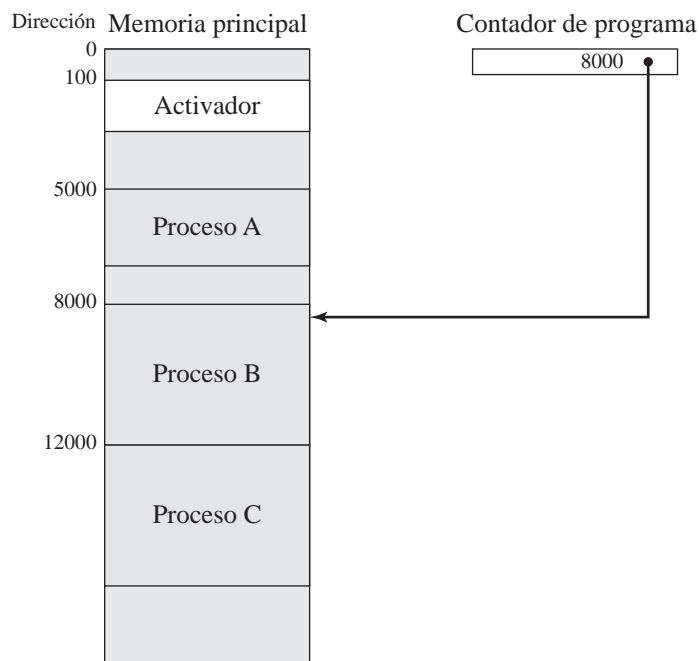 Dirección
Memoria principal
Contador de programa
0
8000
100
Activador
5000
Proceso A
8000
Proceso B
12000
Proceso C